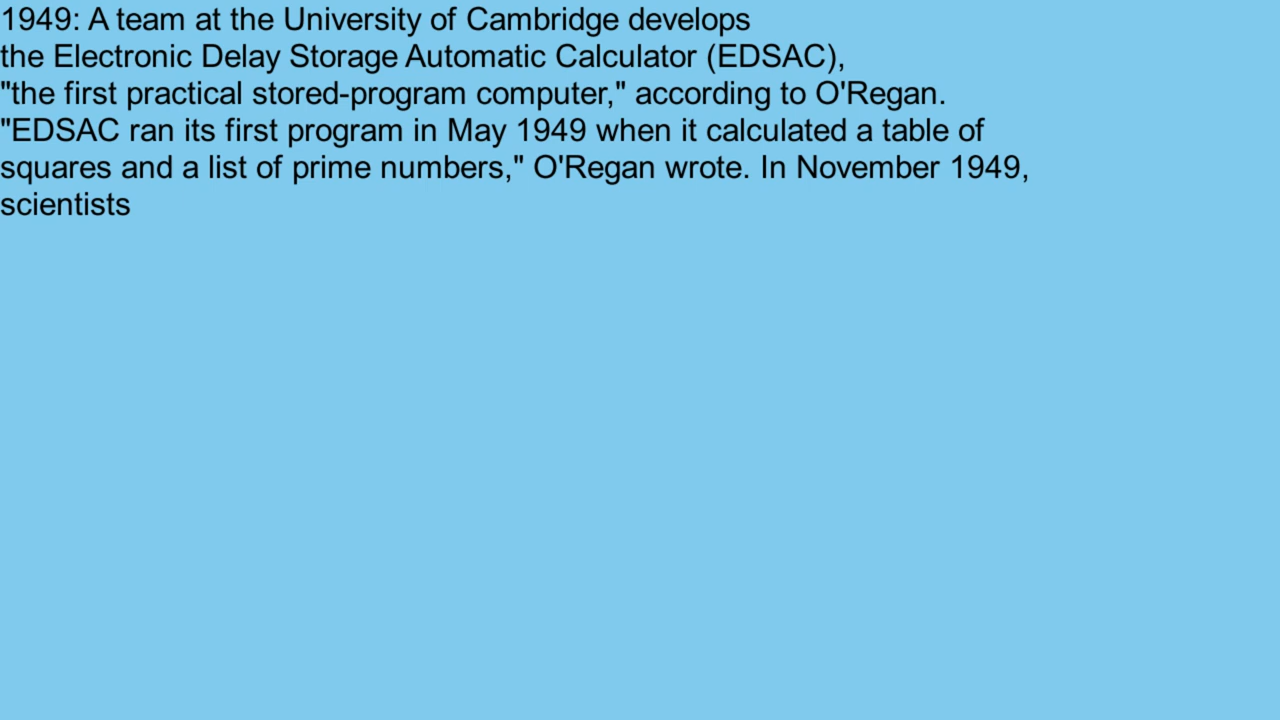 1949: A team at the University of Cambridge develops
the Electronic Delay Storage Automatic Calculator (EDSAC),
"the first practical stored-program computer," according to O'Regan.
"EDSAC ran its first program in May 1949 when it calculated a table of
squares and a list of prime numbers," O'Regan wrote. In November 1949,
scientists